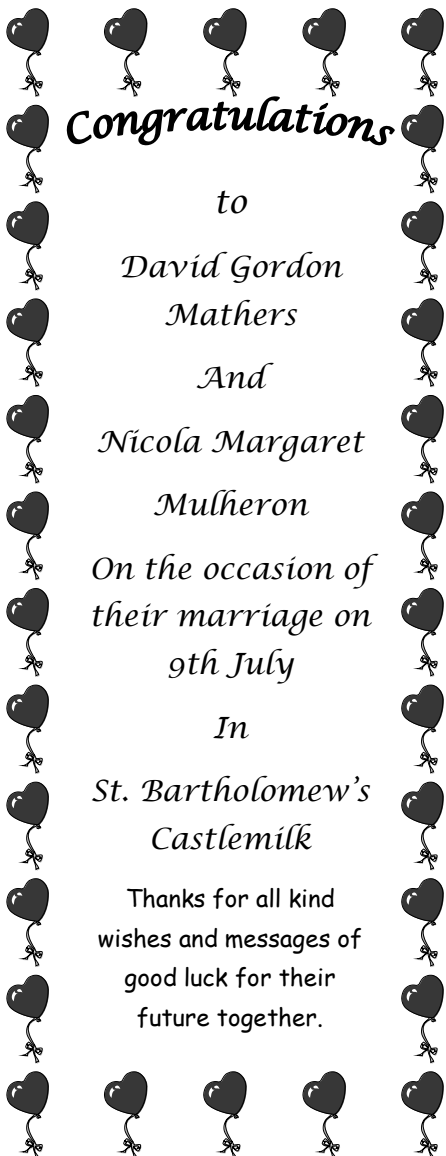 Congratulations
to
David Gordon
Mathers
And
Nicola Margaret
Mulheron
On the occasion of
their marriage on
9th July
In
St. Bartholomew’s
Castlemilk
Thanks for all kind
wishes and messages of
good luck for their
future together.